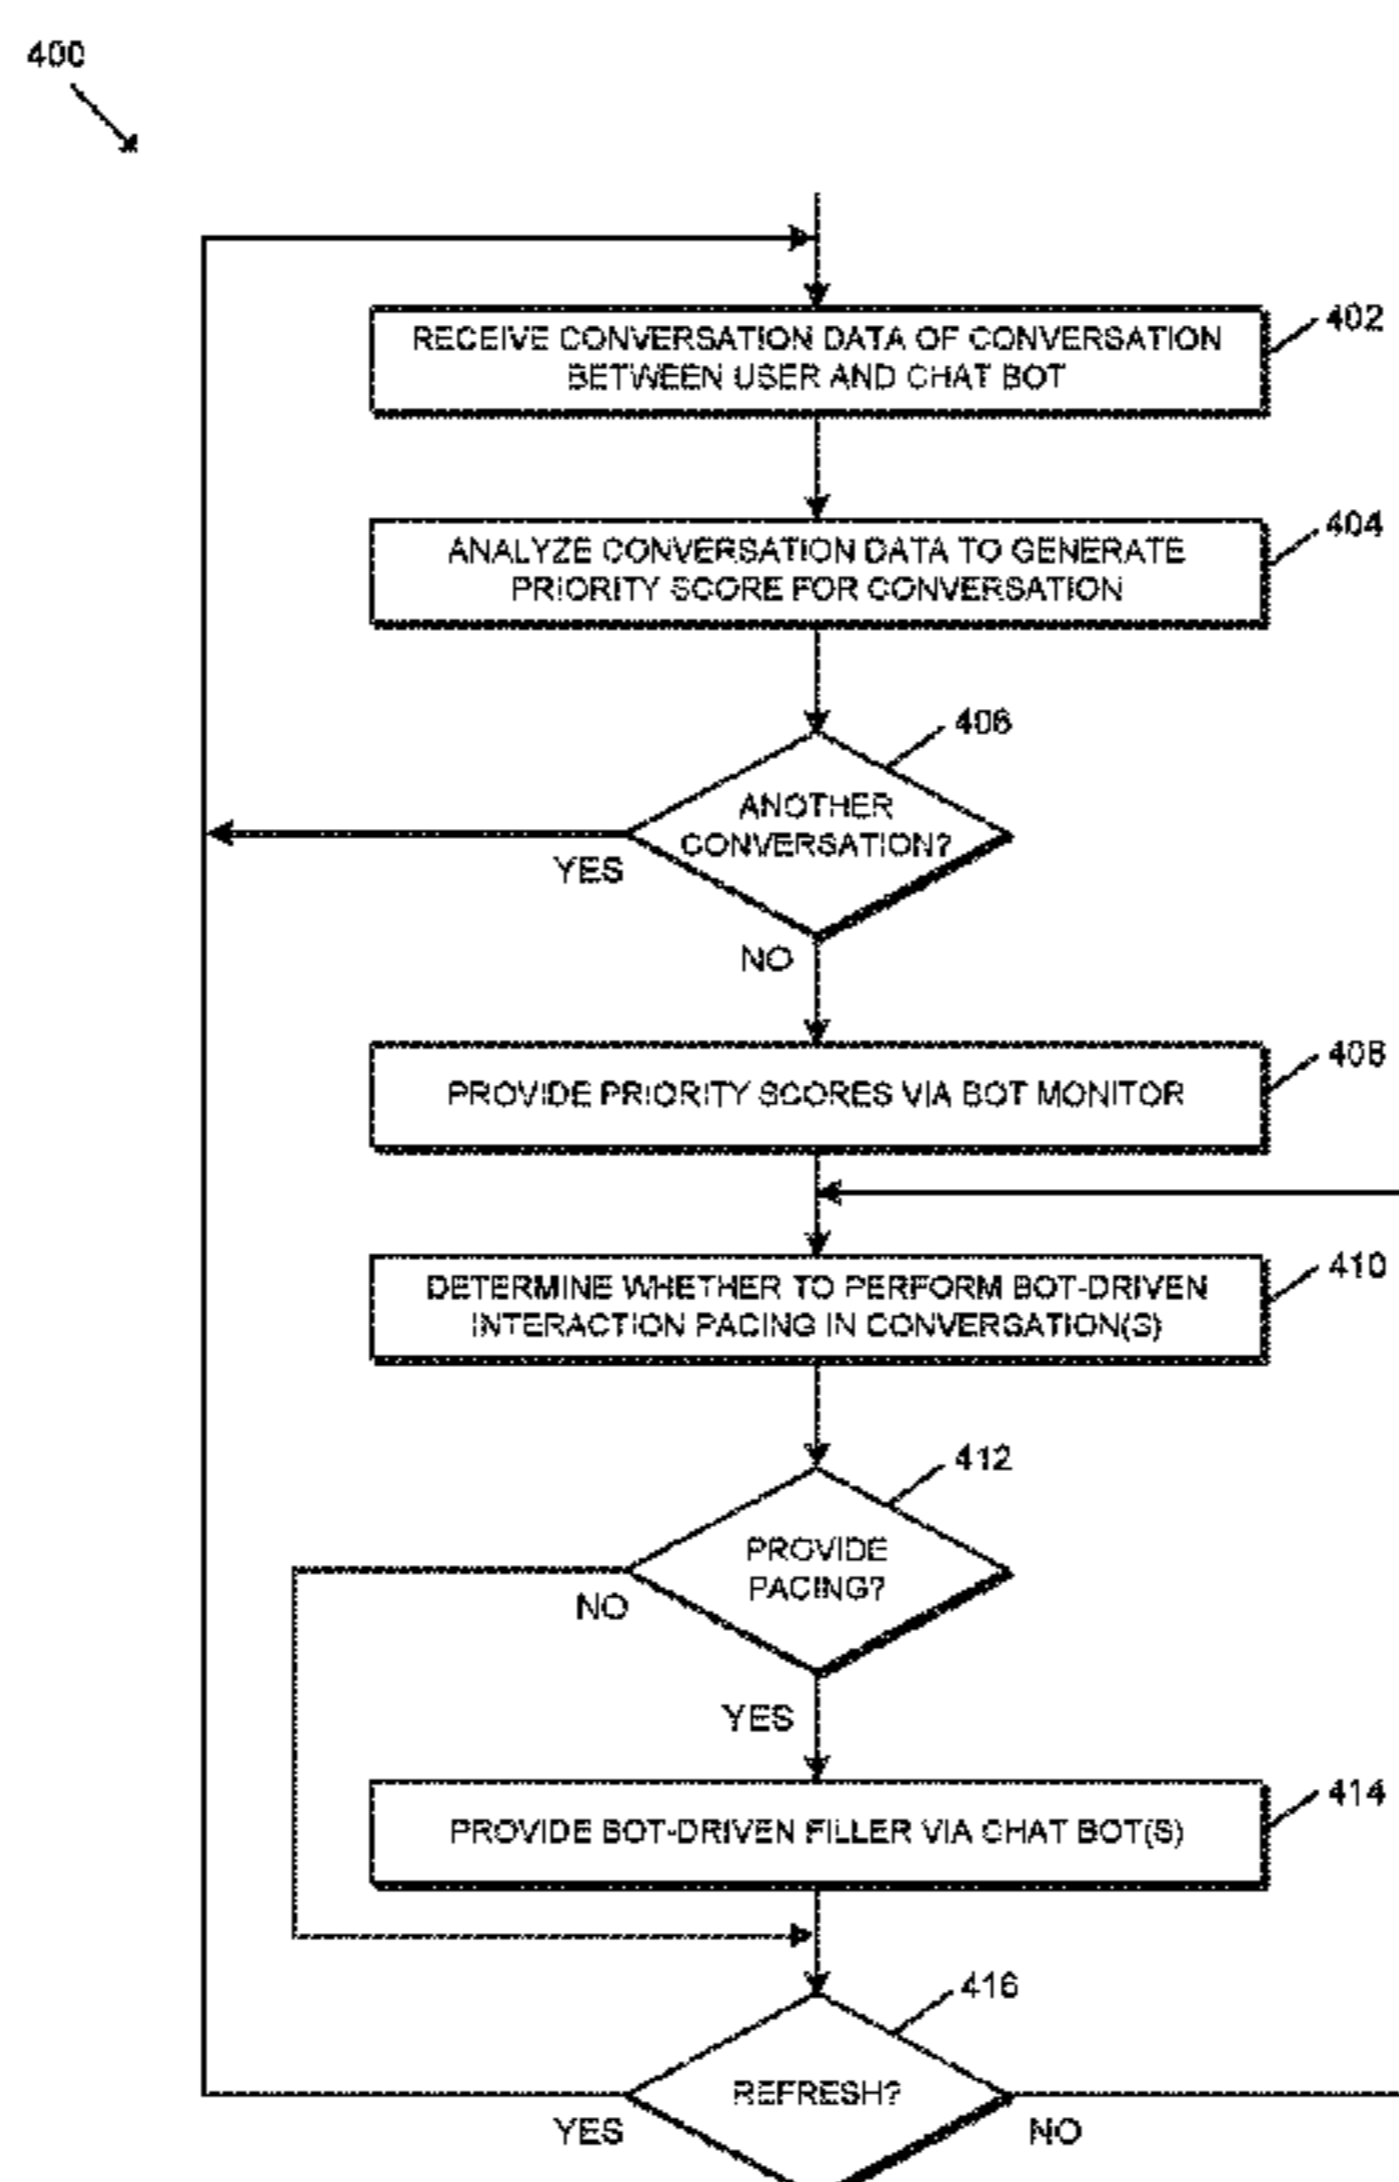 400
RECEIVE CONVERSATION DATA OF CONVERSATION
BETWEEN USER AND CHAT BOT
402
ANALYZE CONVERSATION DATA TO GENERATE
PRIORITY SCORE FOR CONVERSATION
404
406
ANOTHER
CONVERSATION?
YES
NO
PROVIDE PRIORITY SCORES VIA BOT MONITOR
408
DETERMINE WHETHER TO PERFORM BOT-DRIVEN
INTERACTION PACING IN CONVERSATION(S)
410
412
PROVIDE
PACING?
NO
YES
PROVIDE BOT-DRIVEN FILLER VIA CHAT BOT(S)
414
416
REFRESH?
YES
NO